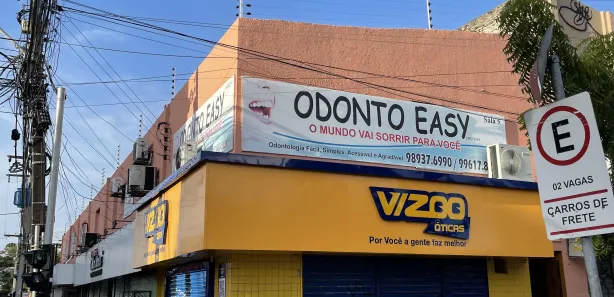 ODONTO EASY
Sala 5
O MUNDO VAI SORRIR PARA VOCÊ
Odontologia Fácil, Simples, Acessível e Agradável
98937.6990 / 99617.8
ODONTO EASY
VIZOO
ÓTICAS
Por Você a gente faz melhor
E
02 VAGAS
CARROS DE
FRETE